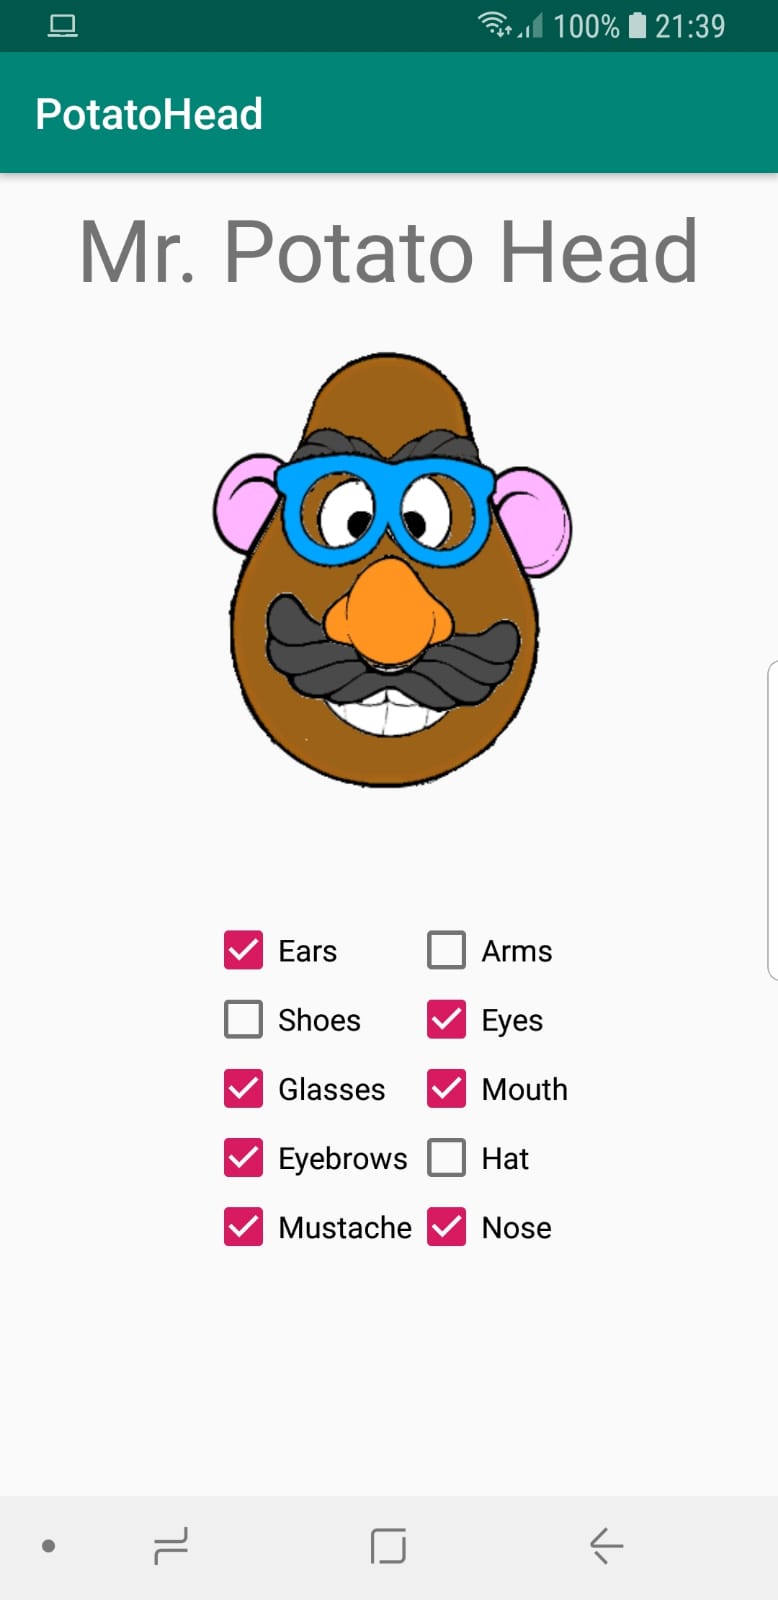 100% 21:39
PotatoHead
Mr. Potato Head
Ears Arms
Shoes Eyes
Glasses Mouth
Eyebrows Hat
Mustache Nose